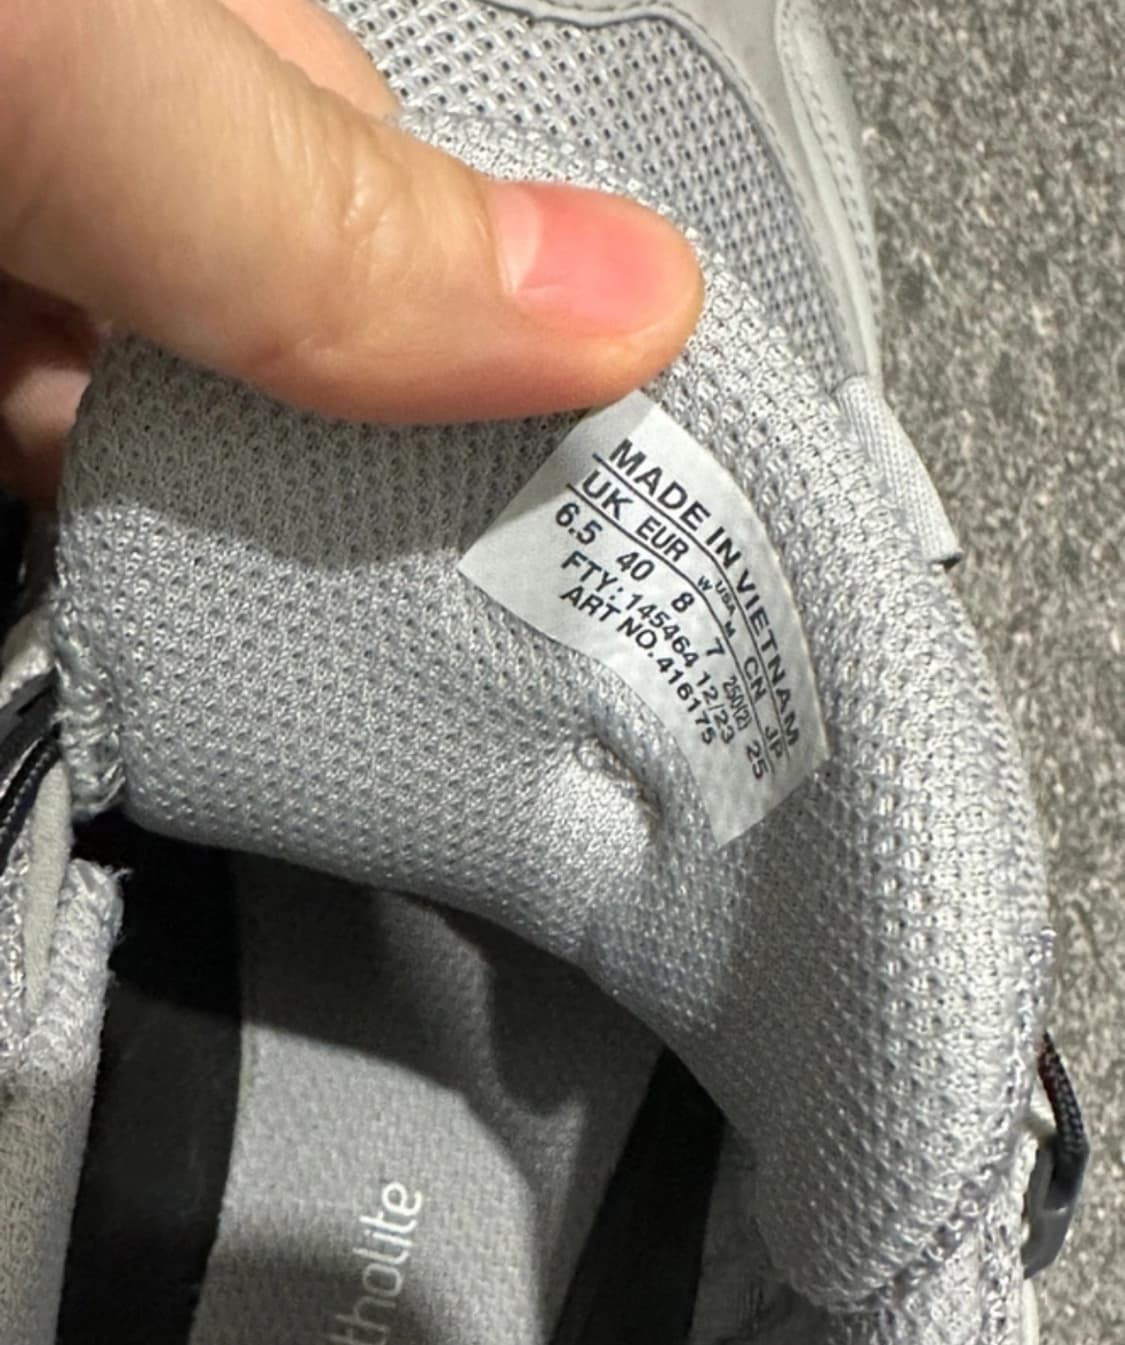 MADE IN VIETNAM
UK EUR W USA M CN JP
6.5 40 8 7 250(2) 25
FTY: 145464 12/23
ART NO. 416175
tholite